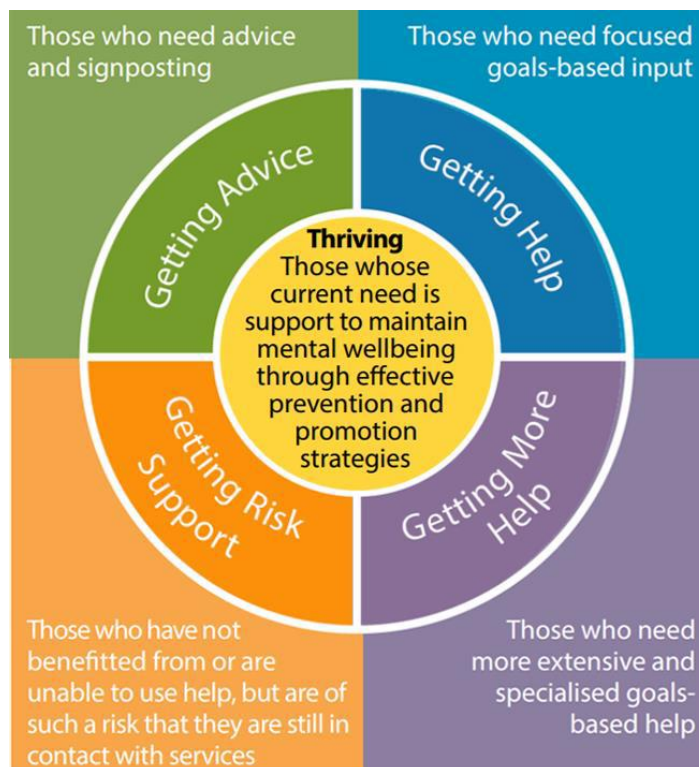 Those who need advice
and signposting
Those who need focused
goals-based input
Getting Advice
Getting Help
Thriving
Those whose
current need is
support to maintain
mental wellbeing
through effective
prevention and
promotion
strategies
Getting Risk
Support
Getting More
Help
Those who have not
benefitted from or are
unable to use help, but are of
such a risk that they are still in
contact with services
Those who need
more extensive and
specialised goals-
based help